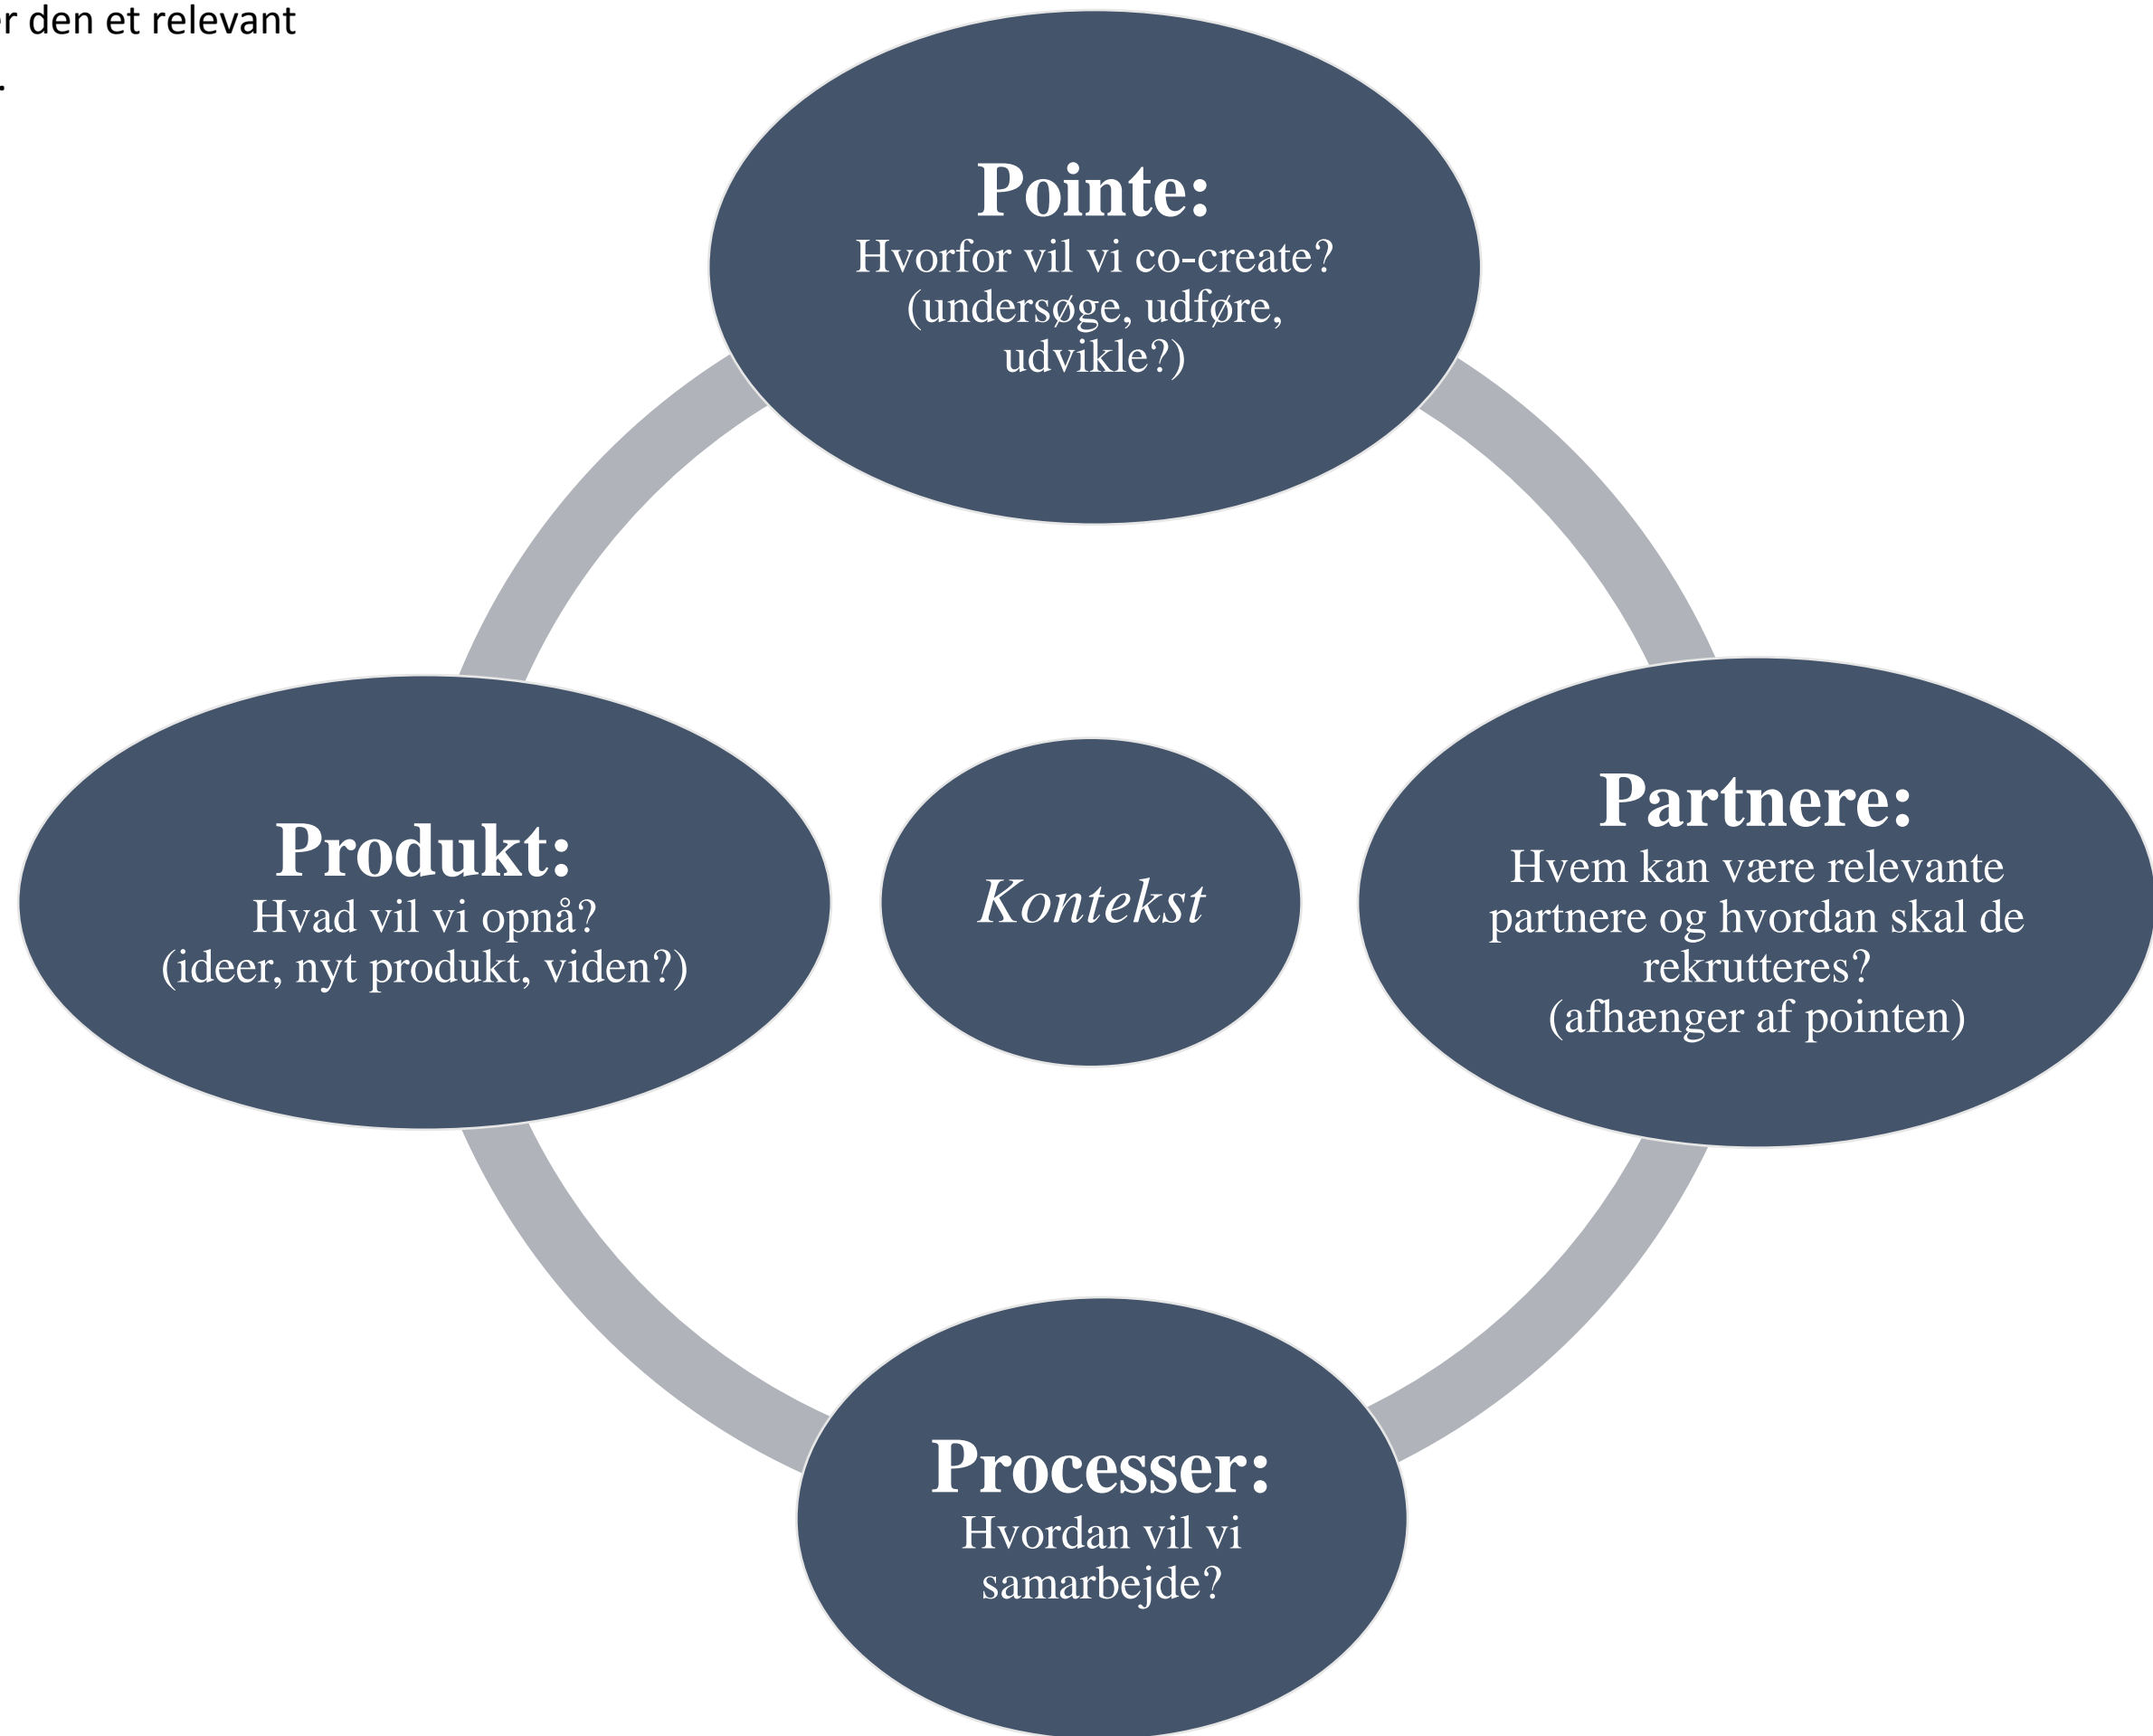 r den et relevant
.
Pointe:
Hvorfor vil vi co-create?
(undersøge, udføre,
udvikle?)
Produkt:
Hvad vil vi opnå?
(ideer, nyt produkt, viden?)
Kontekst
Partnere:
Hvem kan være relevante
partnere og hvordan skal de
rekrutteres?
(afhænger af pointen)
Processer:
Hvordan vil vi
samarbejde?